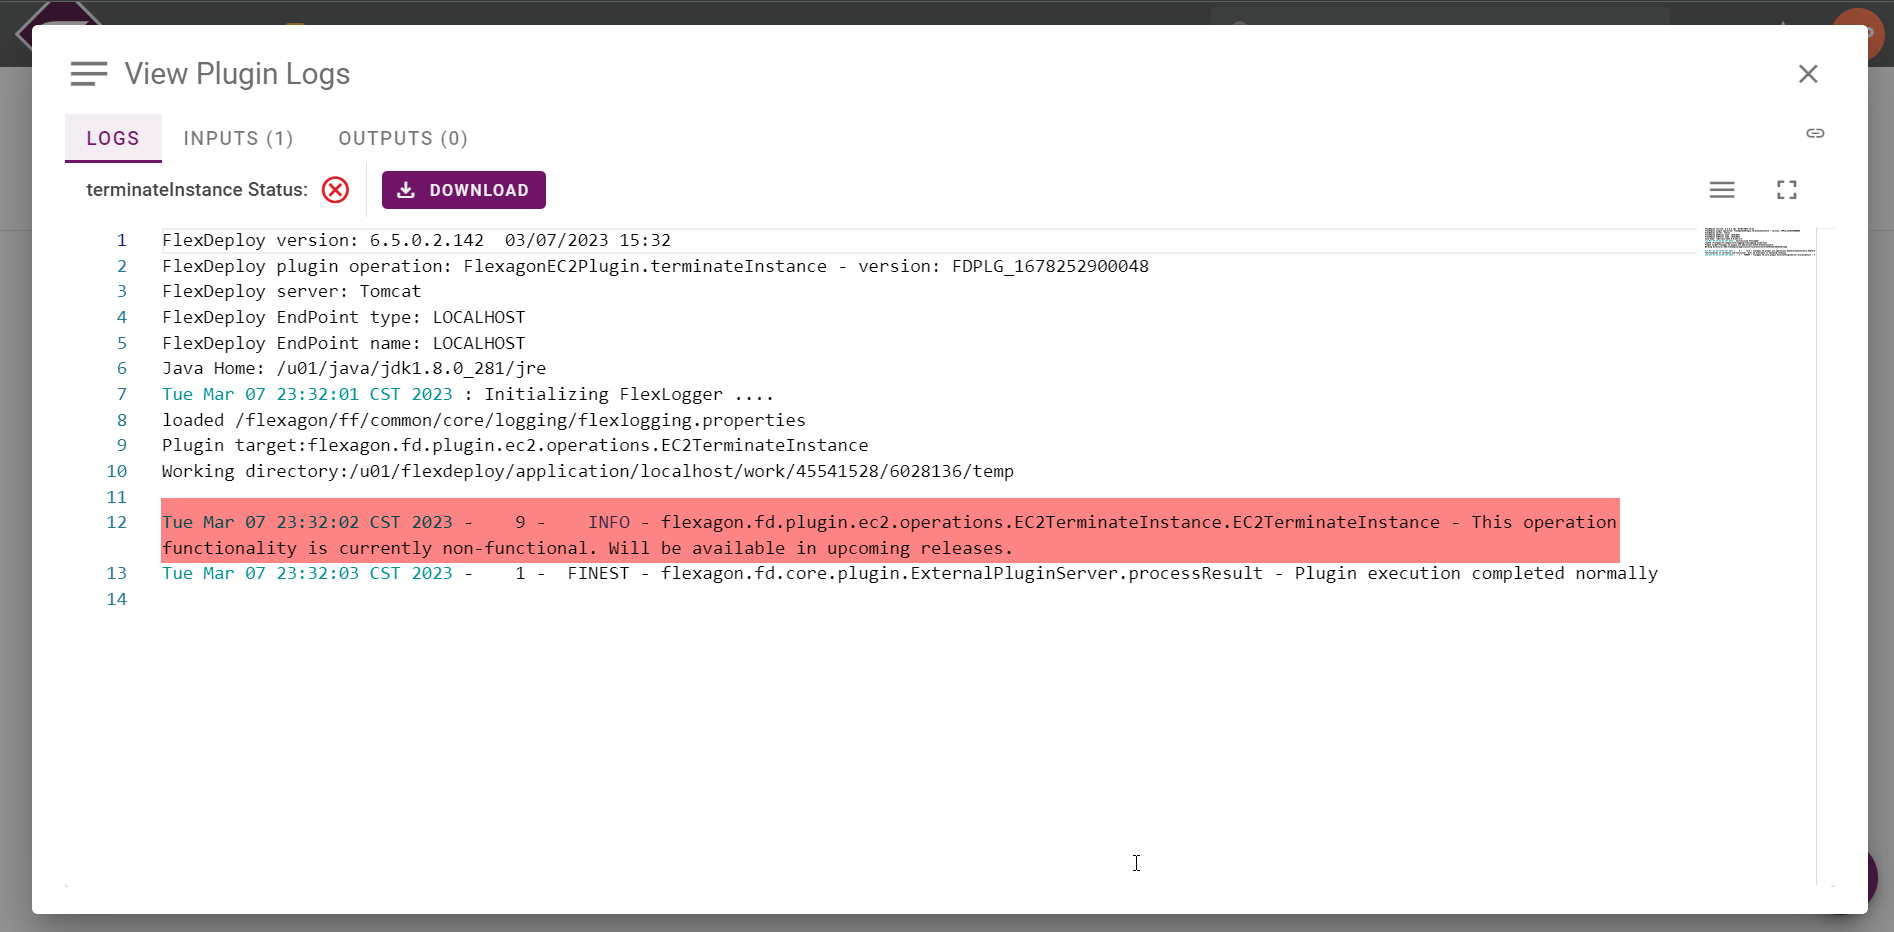 View Plugin Logs
LOGS INPUTS (1) OUTPUTS (0)
terminateInstance Status: DOWNLOAD
1 FlexDeploy version: 6.5.0.2.142  03/07/2023 15:32
2 FlexDeploy plugin operation: FlexagonEC2Plugin.terminateInstance - version: FDPLG_1678252900048
3 FlexDeploy server: Tomcat
4 FlexDeploy EndPoint type: LOCALHOST
5 FlexDeploy EndPoint name: LOCALHOST
6 Java Home: /u01/java/jdk1.8.0_281/jre
7 Tue Mar 07 23:32:01 CST 2023 : Initializing FlexLogger ....
8 loaded /flexagon/ff/common/core/logging/flexlogging.properties
9 Plugin target:flexagon.fd.plugin.ec2.operations.EC2TerminateInstance
10 Working directory:/u01/flexdeploy/application/localhost/work/45541528/6028136/temp
11
12 Tue Mar 07 23:32:02 CST 2023 -    9 -    INFO - flexagon.fd.plugin.ec2.operations.EC2TerminateInstance.EC2TerminateInstance - This operation
functionality is currently non-functional. Will be available in upcoming releases.
13 Tue Mar 07 23:32:03 CST 2023 -    1 -  FINEST - flexagon.fd.core.plugin.ExternalPluginServer.processResult - Plugin execution completed normally
14